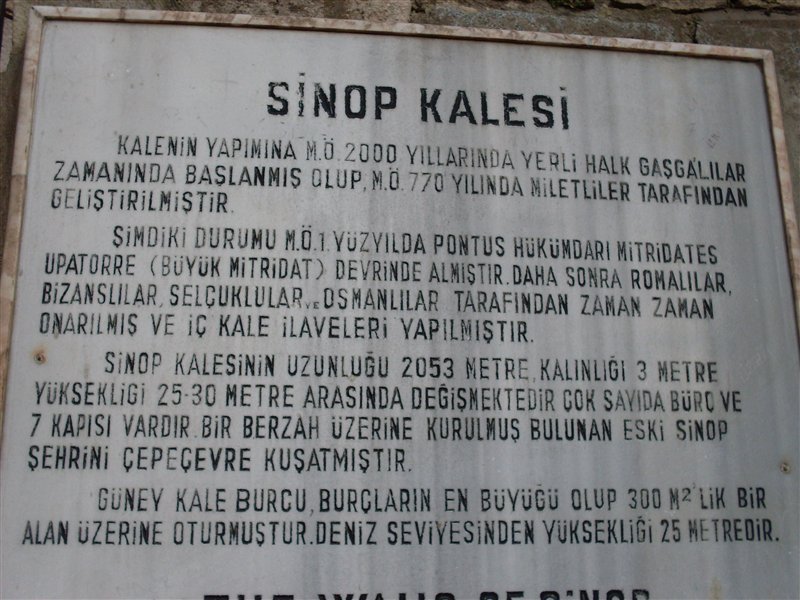 SİNOP KALESİ
KALENİN YAPIMINA M.Ö. 2000 YILLARINDA YERLİ HALK GAŞGALILAR
ZAMANINDA BAŞLANMIŞ OLUP, M.Ö. 770 YILINDA MİLETLİLER TARAFINDAN
GELİŞTİRİLMİŞTİR.
ŞİMDİKİ DURUMU M.Ö.1. YÜZYILDA PONTUS HÜKÜMDARI MİTRİDATES
UPATORRE (BÜYÜK MİTRİDAT) DEVRİNDE ALMIŞTIR. DAHA SONRA ROMALILAR,
BİZANSLILAR, SELÇUKLULAR, VE OSMANLILAR TARAFINDAN ZAMAN ZAMAN
ONARILMIŞ VE İÇ KALE İLAVELERİ YAPILMIŞTIR.
SİNOP KALESİNİN UZUNLUĞU 2053 METRE, KALINLIĞI 3 METRE
YÜKSEKLİĞİ 25-30 METRE ARASINDA DEĞİŞMEKTEDİR ÇOK SAYIDA BURÇ VE
7 KAPISI VARDIR. BİR BERZAH ÜZERİNE KURULMUŞ BULUNAN ESKİ SİNOP
ŞEHRİNİ ÇEPEÇEVRE KUŞATMIŞTIR.
GÜNEY KALE BURCU, BURÇLARIN EN BÜYÜĞÜ OLUP 300 M² LİK BİR
ALAN ÜZERİNE OTURMUŞTUR. DENİZ SEVİYESİNDEN YÜKSEKLİĞİ 25 METREDİR.
THE WALLS OF SİNOP